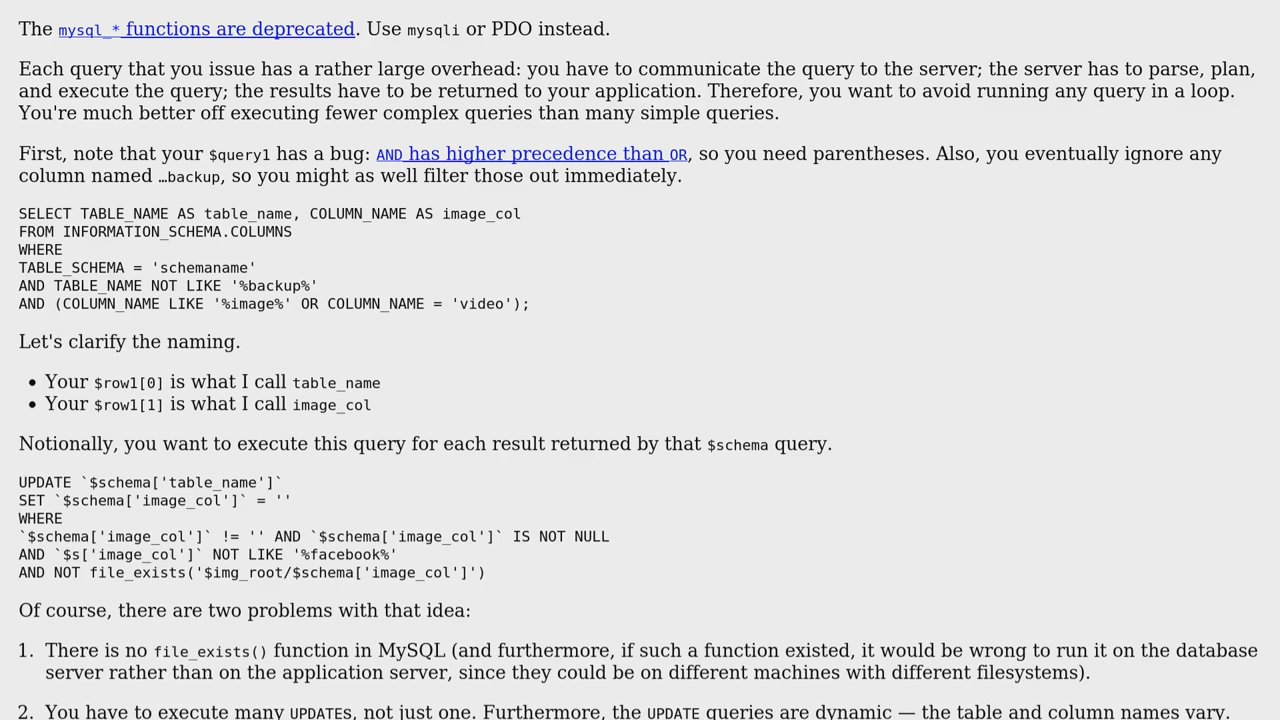 The mysql_* functions are deprecated. Use mysqli or PDO instead.
Each query that you issue has a rather large overhead: you have to communicate the query to the server; the server has to parse, plan,
and execute the query; the results have to be returned to your application. Therefore, you want to avoid running any query in a loop.
You're much better off executing fewer complex queries than many simple queries.
First, note that your $query1 has a bug: AND has higher precedence than OR, so you need parentheses. Also, you eventually ignore any
column named …backup, so you might as well filter those out immediately.
SELECT TABLE_NAME AS table_name, COLUMN_NAME AS image_col
FROM INFORMATION_SCHEMA.COLUMNS
WHERE
TABLE_SCHEMA = 'schemaname'
AND TABLE_NAME NOT LIKE '%backup%'
AND (COLUMN_NAME LIKE '%image%' OR COLUMN_NAME = 'video');
Let's clarify the naming.
• Your $row1[0] is what I call table_name
• Your $row1[1] is what I call image_col
Notionally, you want to execute this query for each result returned by that $schema query.
UPDATE `$schema['table_name']`
SET `$schema['image_col']` = ''
WHERE
`$schema['image_col']` != '' AND `$schema['image_col']` IS NOT NULL
AND `$s['image_col']` NOT LIKE '%facebook%'
AND NOT file_exists('$img_root/$schema['image_col']')
Of course, there are two problems with that idea:
1. There is no file_exists() function in MySQL (and furthermore, if such a function existed, it would be wrong to run it on the database
server rather than on the application server, since they could be on different machines with different filesystems).
2. You have to execute many UPDATEs, not just one. Furthermore, the UPDATE queries are dynamic — the table and column names vary.